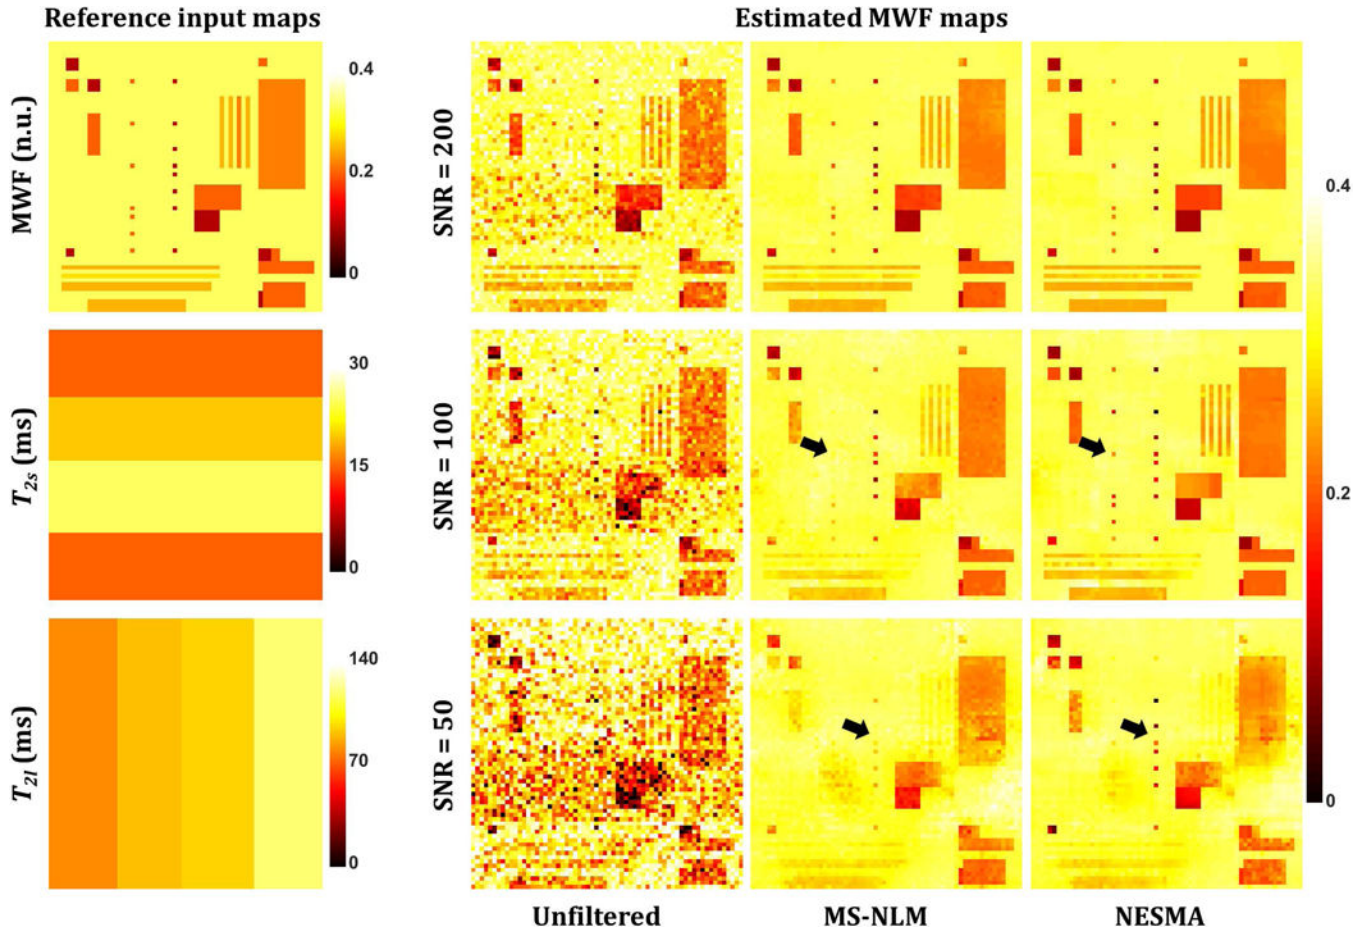 Reference input maps
Estimated MWF maps
MWF (n.u.)
0.4
0.2
0
SNR = 200
T2s (ms)
30
15
0
SNR = 100
0.4
0.2
0
T2l (ms)
140
70
0
SNR = 50
Unfiltered
MS-NLM
NESMA